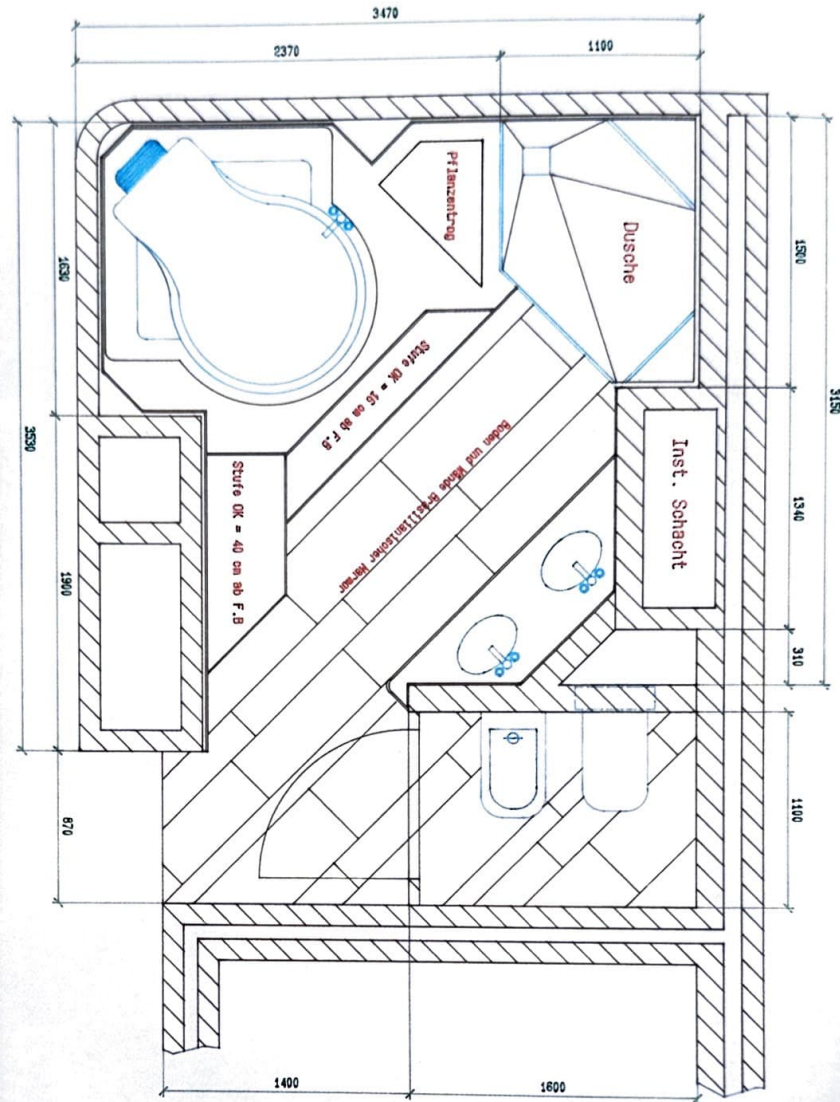 3470
2370
1100
Pflanzentrog
Dusche
1500
3150
1630
3530
Stufe OK = 16 cm ab F.B
Boden und Wände Brasilianischer Marmor
Inst. Schacht
1340
Stufe OK = 40 cm ab F.B
1900
310
1100
870
1400
1600